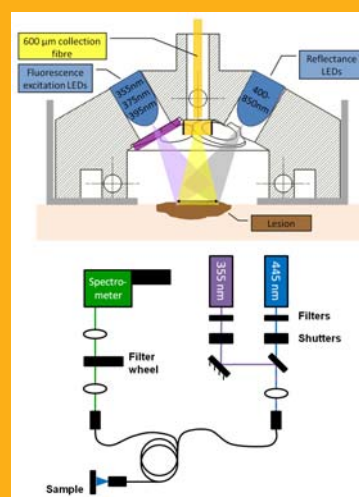 600 µm collection fibre
Fluorescence
excitation LEDs
355nm
375nm
395nm
Reflectance
LEDs
400-
850nm
Lesion
Spectro-
meter
355 nm
445 nm
Filters
Shutters
Filter
wheel
Sample